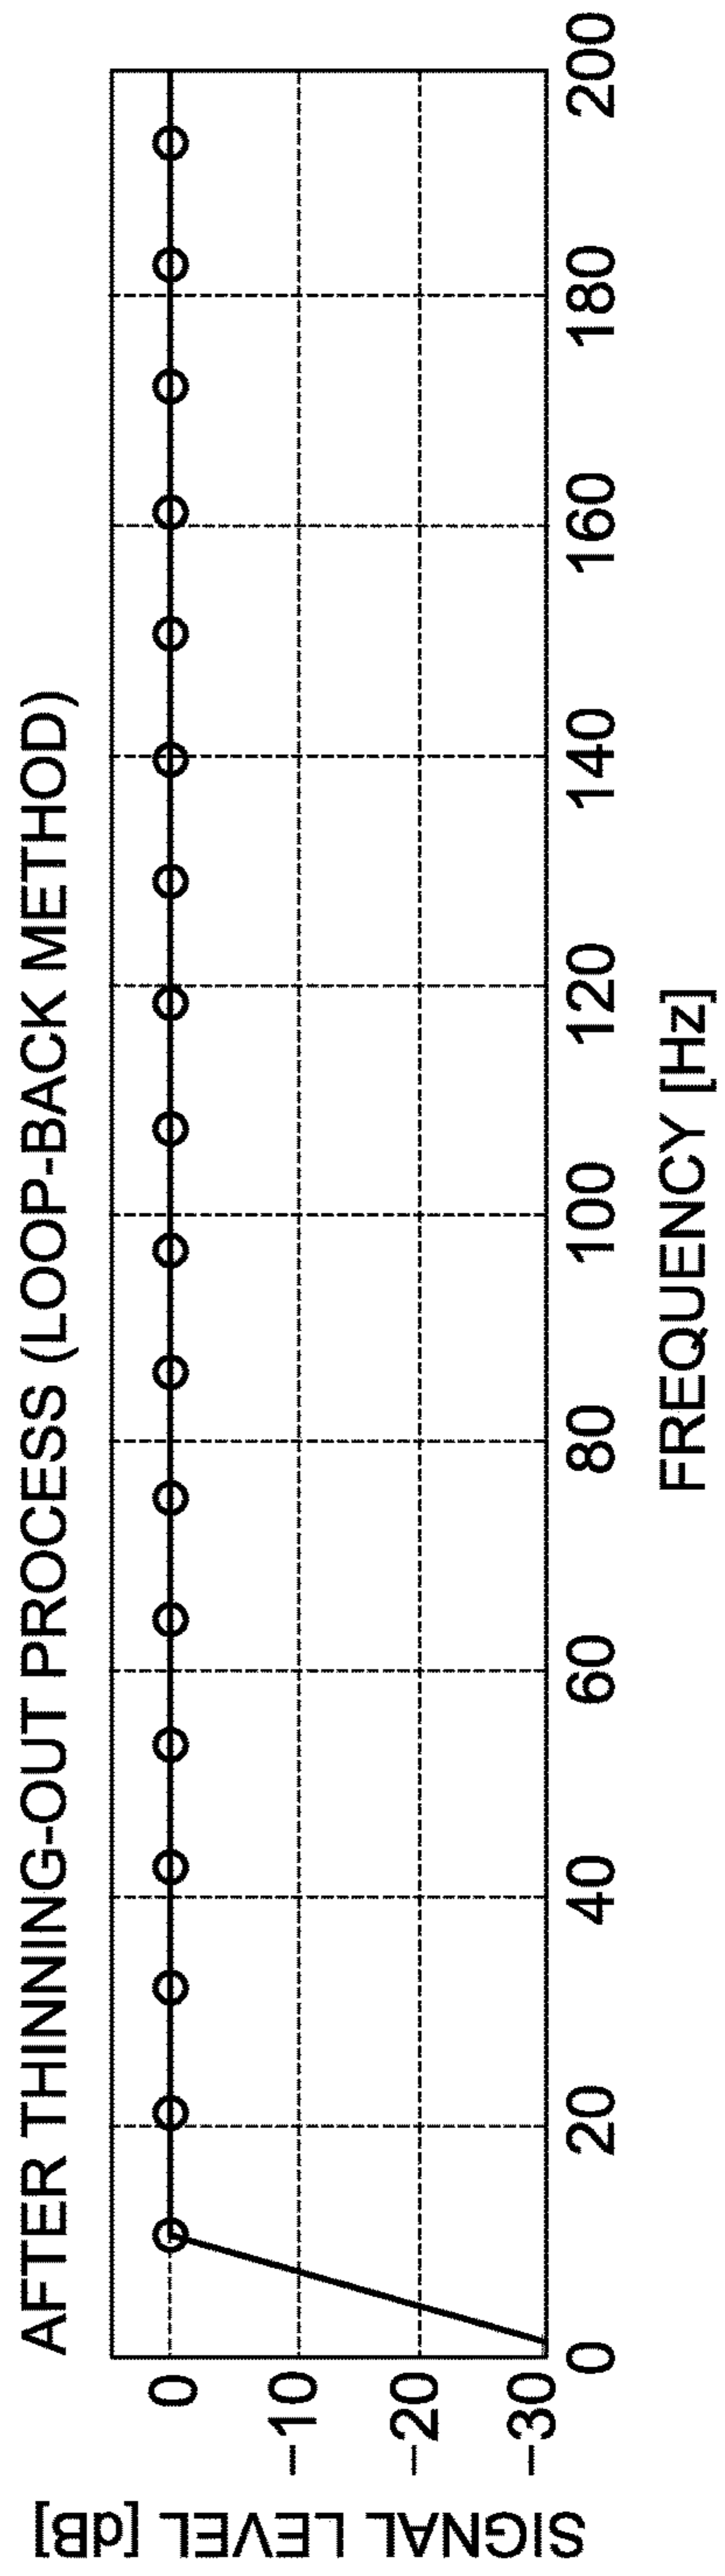 AFTER THINNING-OUT PROCESS (LOOP-BACK METHOD)
SIGNAL LEVEL [dB]
0
−10
−20
−30
0 20 40 60 80 100 120 140 160 180 200
FREQUENCY [Hz]